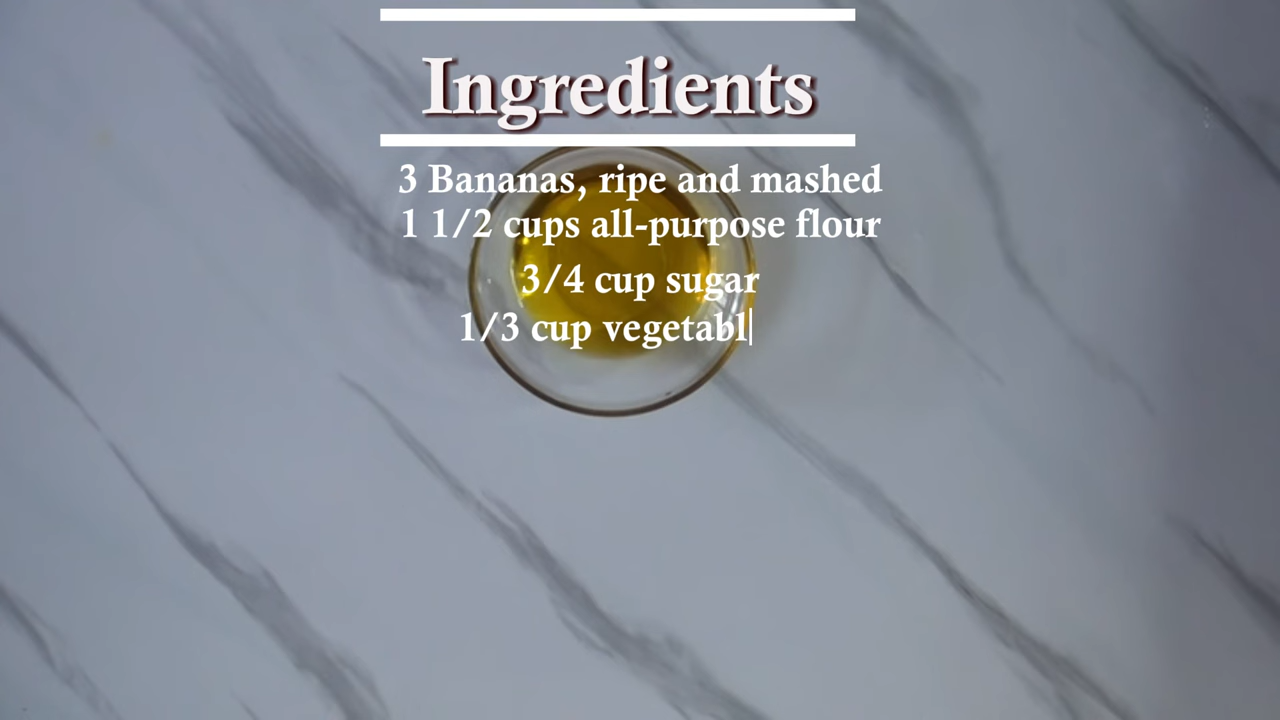 Ingredients
3 Bananas, ripe and mashed
1 1/2 cups all-purpose flour
3/4 cup sugar
1/3 cup vegetabl